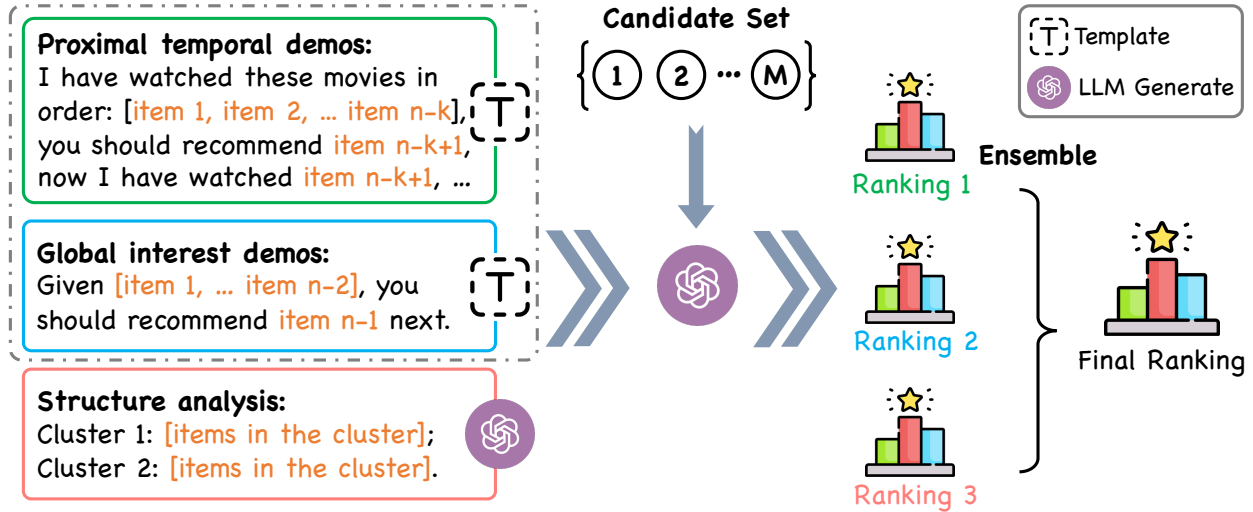 Proximal temporal demos:
I have watched these movies in
order: [item 1, item 2, … item n-k],
you should recommend item n-k+1,
now I have watched item n-k+1, …
T
Global interest demos:
Given [item 1, … item n-2], you
should recommend item n-1 next.
T
Structure analysis:
Cluster 1: [items in the cluster];
Cluster 2: [items in the cluster].
Candidate Set
{1 2 … M}
Ranking 1
Ranking 2
Ranking 3
Ensemble
Final Ranking
T Template
LLM Generate